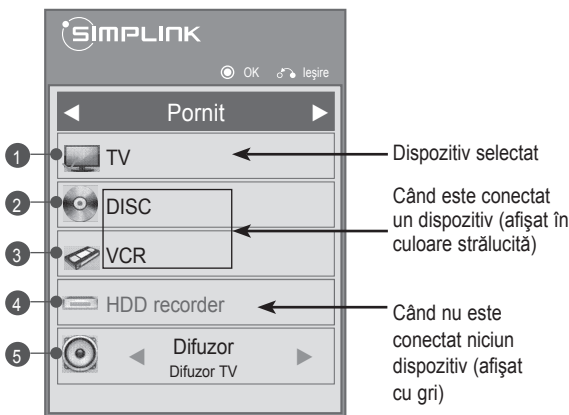 SIMPLINK
OK Ieşire
Pornit
1 TV
2 DISC
3 VCR
4 HDD recorder
5 Difuzor
Difuzor TV
Dispozitiv selectat
Când este conectat
un dispozitiv (afişat în
culoare strălucită)
Când nu este
conectat niciun
dispozitiv (afişat
cu gri)